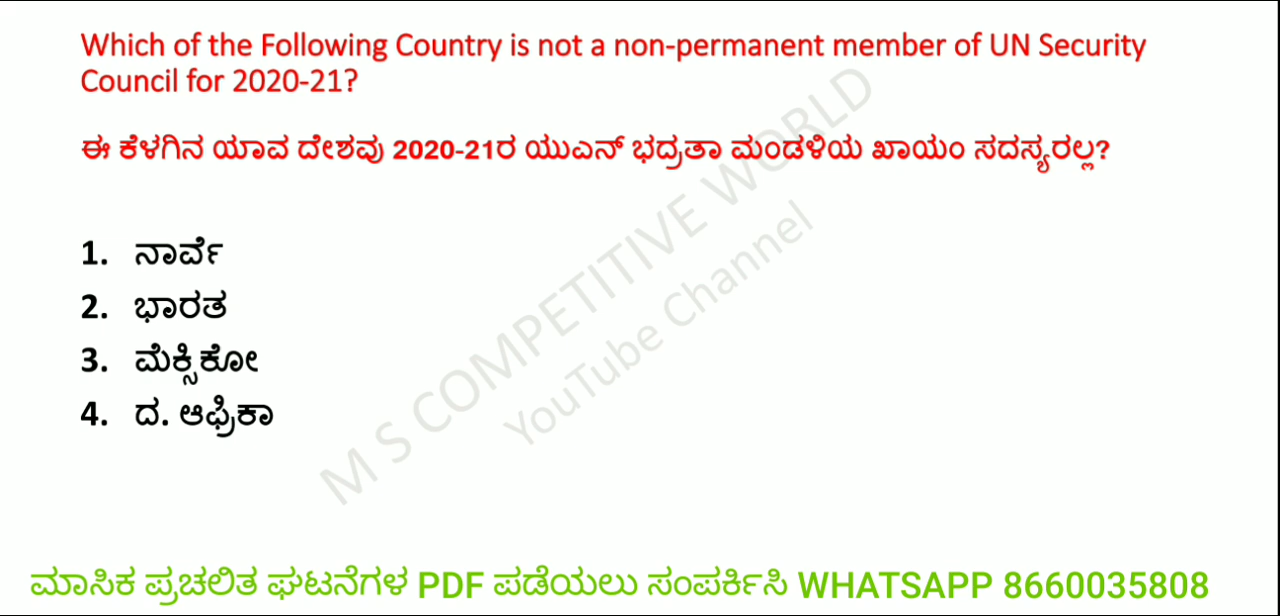 Which of the Following Country is not a non-permanent member of UN Security
Council for 2020-21?
ಈ ಕೆಳಗಿನ ಯಾವ ದೇಶವು 2020-21ರ ಯುಎನ್ ಭದ್ರತಾ ಮಂಡಳಿಯ ಖಾಯಂ ಸದಸ್ಯರಲ್ಲ?
1. ನಾರ್ವೆ
2. ಭಾರತ
3. ಮೆಕ್ಸಿಕೋ
4. ದ. ಆಫ್ರಿಕಾ
M S COMPETITIVE WORLD
YouTube Channel
ಮಾಸಿಕ ಪ್ರಚಲಿತ ಘಟನೆಗಳ PDF ಪಡೆಯಲು ಸಂಪರ್ಕಿಸಿ WHATSAPP 8660035808